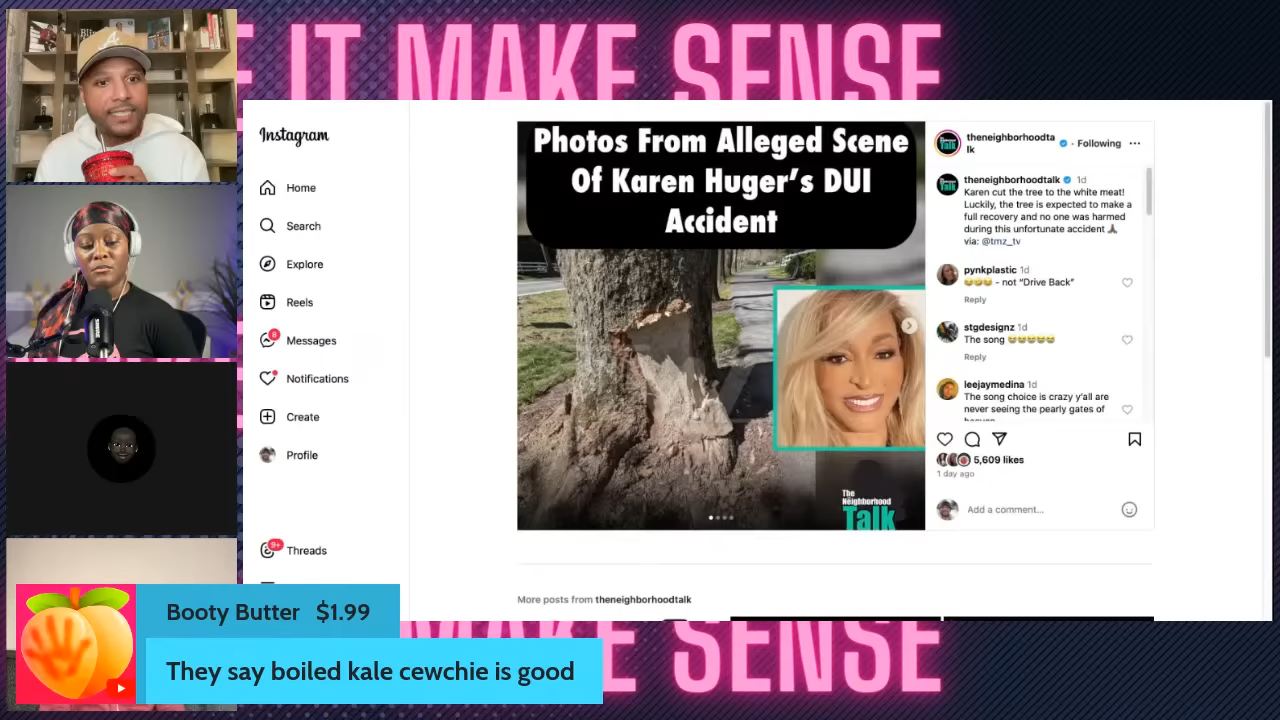 IT MAKE SENSE
Instagram
Home
Search
Explore
Reels
8
Messages
Notifications
Create
Profile
9+
Threads
Photos From Alleged Scene
Of Karen Huger's DUI
Accident
The
Neighborhood
Talk
theneighborhoodta
lk
• Following
theneighborhoodtalk 1d
Karen cut the tree to the white meat!
Luckily, the tree is expected to make a
full recovery and no one was harmed
during this unfortunate accident 🙏🏾
via: @tmz_tv
pynkplastic 1d
🤣🤣🤣 - not "Drive Back"
Reply
stgdesignz 1d
The song 😭😭😭😭😭
Reply
leejaymedina 1d
The song choice is crazy y'all are
never seeing the pearly gates of
5,609 likes
1 day ago
Add a comment...
More posts from theneighborhoodtalk
MAKE SENSE
Booty Butter $1.99
They say boiled kale cewchie is good